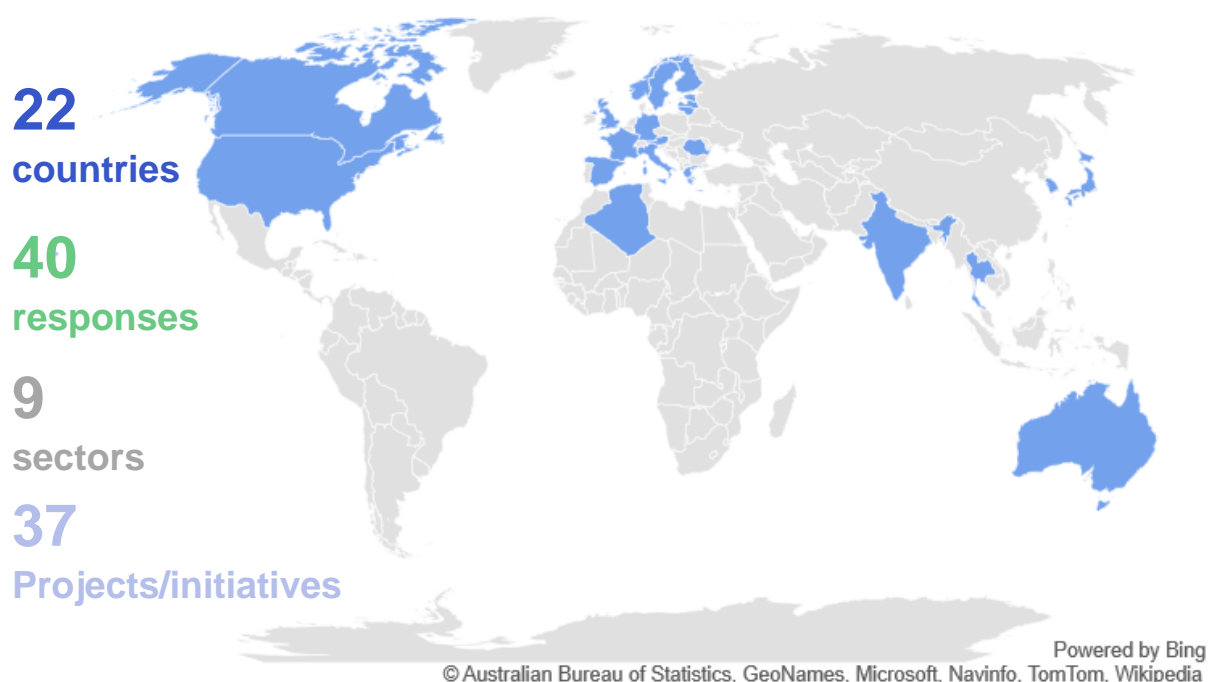 22
countries
40
responses
9
sectors
37
Projects/initiatives
Powered by Bing
© Australian Bureau of Statistics, GeoNames, Microsoft, Navinfo, TomTom, Wikipedia